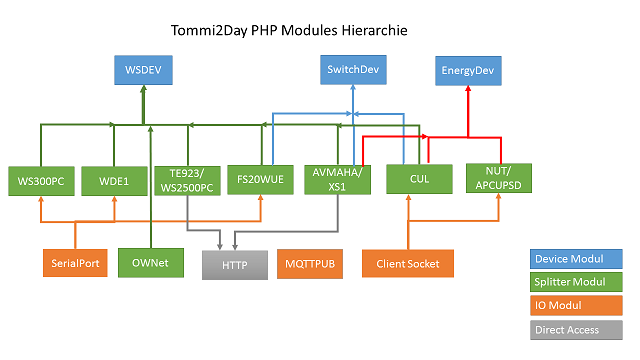 Tommi2Day PHP Modules Hierarchie
WSDEV
SwitchDev
EnergyDev
WS300PC
WDE1
TE923/
WS2500PC
FS20WUE
AVMAHA/
XS1
CUL
NUT/
APCUPSD
SerialPort
OWNet
HTTP
MQTTPUB
Client Socket
Device Modul
Splitter Modul
IO Modul
Direct Access